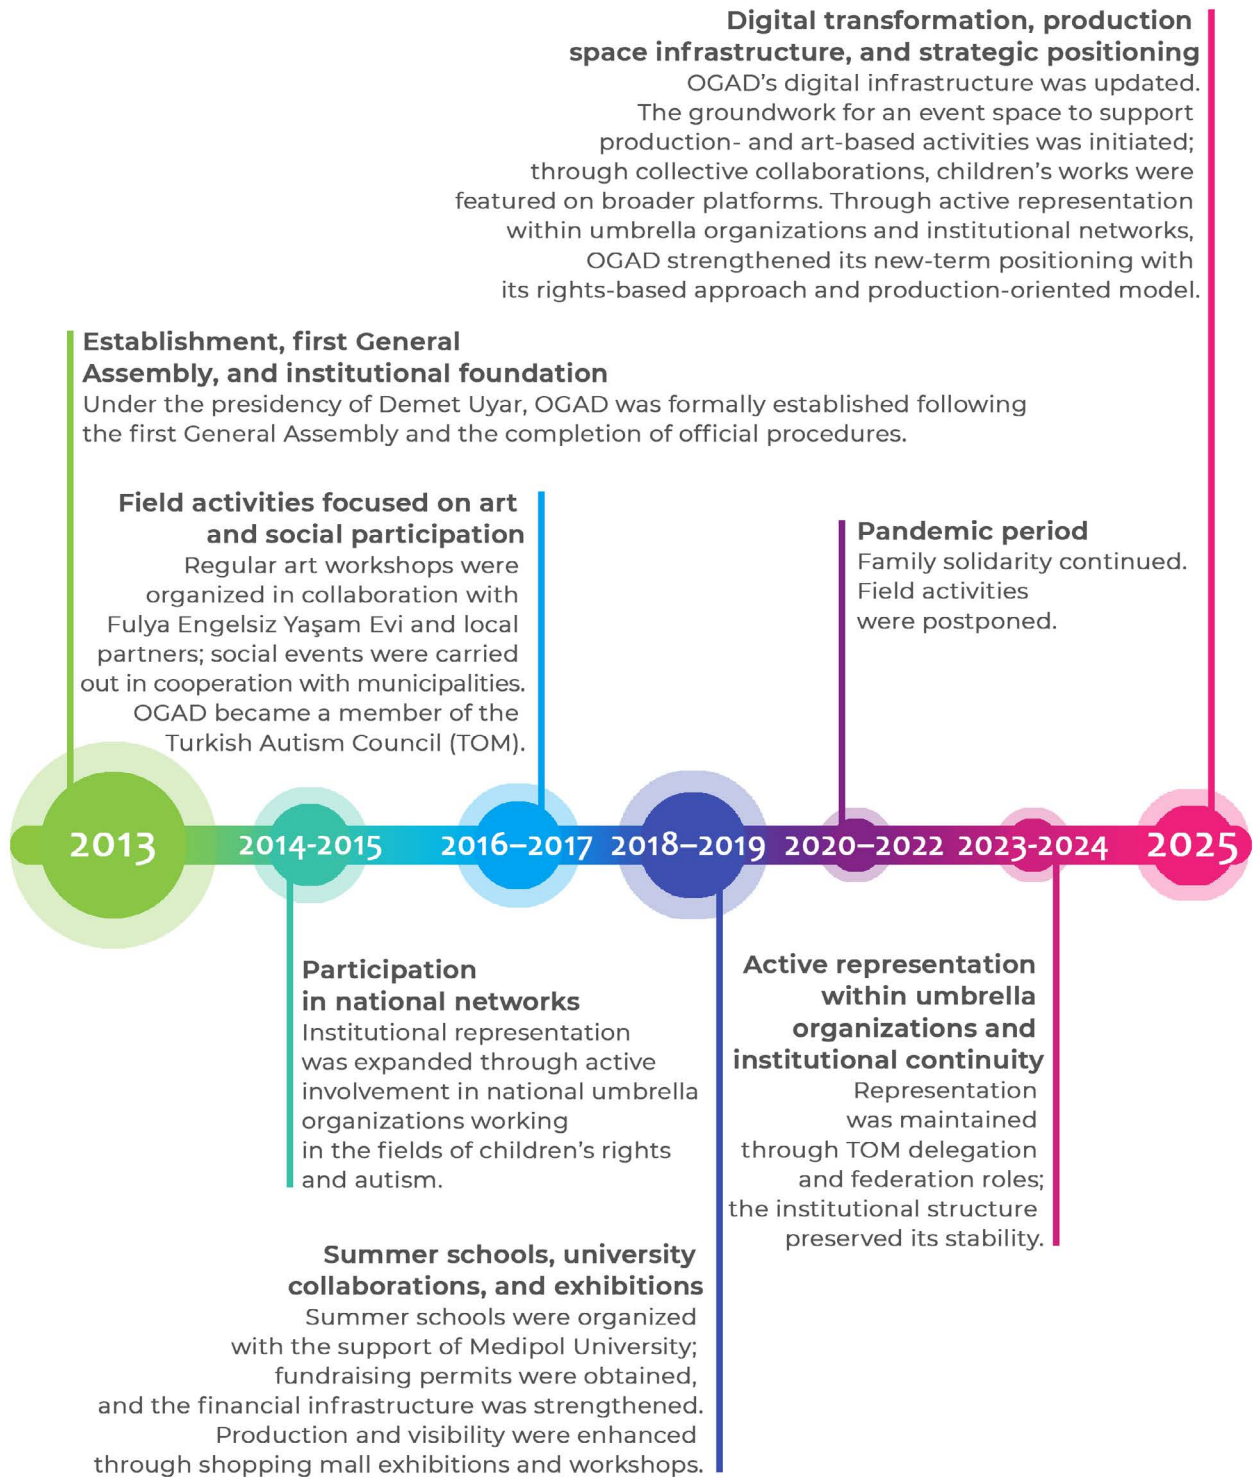 Digital transformation, production
space infrastructure, and strategic positioning
OGAD’s digital infrastructure was updated.
The groundwork for an event space to support
production- and art-based activities was initiated;
through collective collaborations, children’s works were
featured on broader platforms. Through active representation
within umbrella organizations and institutional networks,
OGAD strengthened its new-term positioning with
its rights-based approach and production-oriented model.
Establishment, first General
Assembly, and institutional foundation
Under the presidency of Demet Uyar, OGAD was formally established following
the first General Assembly and the completion of official procedures.
Field activities focused on art
and social participation
Regular art workshops were
organized in collaboration with
Fulya Engelsiz Yaşam Evi and local
partners; social events were carried
out in cooperation with municipalities.
OGAD became a member of the
Turkish Autism Council (TOM).
Pandemic period
Family solidarity continued.
Field activities
were postponed.
2013
2014-2015
2016–2017
2018–2019
2020–2022
2023-2024
2025
Participation
in national networks
Institutional representation
was expanded through active
involvement in national umbrella
organizations working
in the fields of children’s rights
and autism.
Active representation
within umbrella
organizations and
institutional continuity
Representation
was maintained
through TOM delegation
and federation roles;
the institutional structure
preserved its stability.
Summer schools, university
collaborations, and exhibitions
Summer schools were organized
with the support of Medipol University;
fundraising permits were obtained,
and the financial infrastructure was strengthened.
Production and visibility were enhanced
through shopping mall exhibitions and workshops.